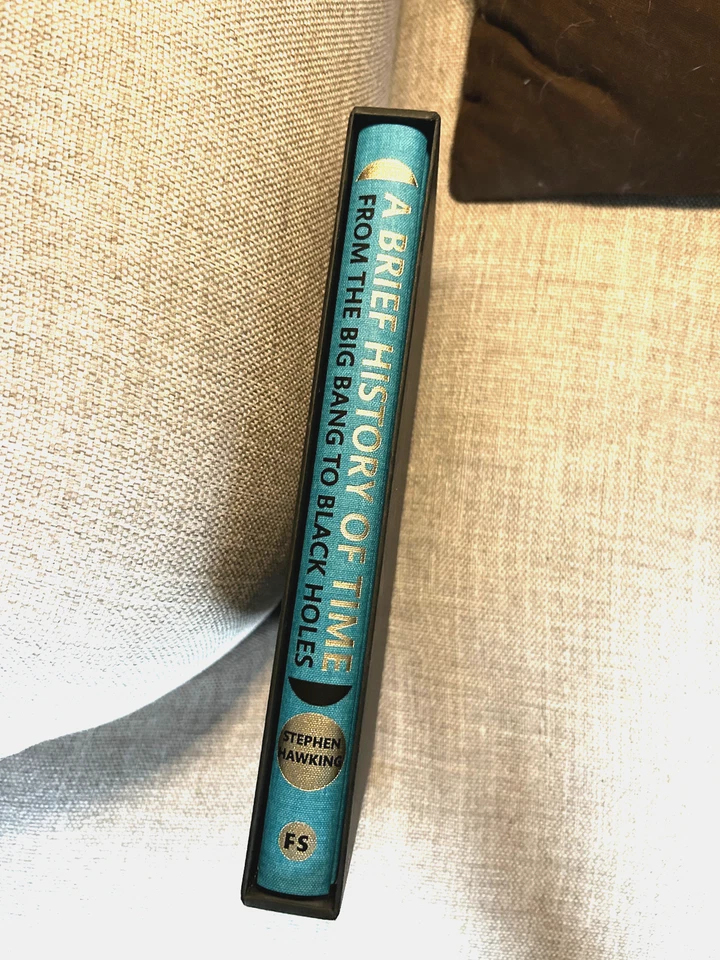 A BRIEF HISTORY OF TIME
FROM THE BIG BANG TO BLACK HOLES
STEPHEN
HAWKING
FS